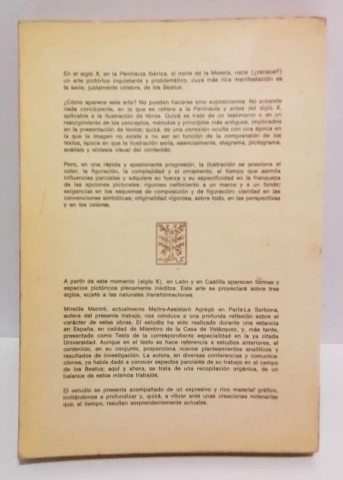 En el siglo X, en la Península Ibérica, al norte de la Meseta, nace (¿renace?)
un arte pictórico inquietante y problemático, cuya más rica manifestación es
la serie, justamente célebre, de los Beatus.
¿Cómo aparece este arte? No pueden hacerse sino suposiciones. No subsiste
nada concluyente, en lo que se refiere a la Península y antes del siglo X,
aplicable a la ilustración de libros. Quizá se trata de un testimonio o de un
resurgimiento de los conceptos, métodos y principios más antiguos, implicados
en la presentación de textos; quizá, de una conexión oculta con una época en
la que la imagen no existía a no ser en función de la comprensión de los
textos, época en que la ilustración sería, esencialmente, diagrama, pictograma,
análisis y síntesis visual del contenido.
Pero, en una rápida y apasionante progresión, la ilustración se anexiona el
color, la figuración, la complejidad y el ornamento, al tiempo que asimila
influencias parciales y adquiere su fuerza y su especificidad en la franqueza
de las opciones pictóricas: riguroso ceñimiento a un marco y a un fondo;
exigencias en los esquemas de composición y de figuración; claridad en las
convenciones simbólicas; originalidad vigorosa, sobre todo, en las perspectivas
y en los colores.
A partir de este momento (siglo X), en León y en Castilla aparecen formas y
espacios pictóricos plenamente inéditos. Este arte se proyectará sobre tres
siglos, sujeto a las naturales transformaciones.
Mireille Mentré, actualmente Maître-Assistant Agrégé en París-La Sorbona,
autora del presente trabajo, nos conduce a una profunda reflexión sobre el
carácter de estas obras. El estudio ha sido realizado durante una estancia
en España, en calidad de Miembro de la Casa de Velázquez, y, más tarde,
presentado como Tesis de la correspondiente especialidad en la ya citada
Universidad. Aunque en el texto se hace referencia a estudios anteriores, el
contenido, en su conjunto, proporciona nuevos planteamientos analíticos y
resultados de investigación. La autora, en diversas conferencias y comunicacio-
nes, ya había dado a conocer aspectos parciales de su trabajo en el campo
de los Beatus; aquí y ahora, se trata de una recopilación orgánica, de un
balance de estos mismos trabajos.
El estudio se presenta acompañado de un expresivo y rico material gráfico,
invitándonos a profundizar y, quizá, a vibrar ante unas creaciones milenarias
que, al tiempo, resultan sorprendentemente actuales.